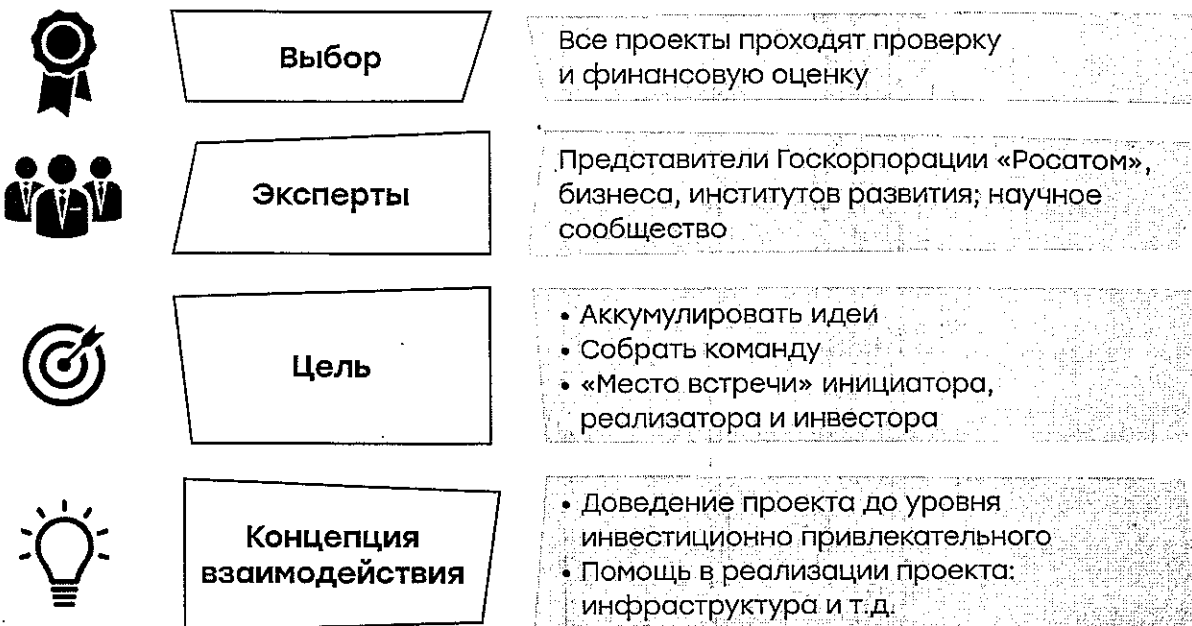 Выбор
Все проекты проходят проверку
и финансовую оценку
Эксперты
Представители Госкорпорации «Росатом»,
бизнеса, институтов развития; научное
сообщество
Цель
• Аккумулировать идеи
• Собрать команду
• «Место встречи» инициатора,
реализатора и инвестора
Концепция
взаимодействия
• Доведение проекта до уровня
инвестиционно привлекательного
• Помощь в реализации проекта:
инфраструктура и т.д.